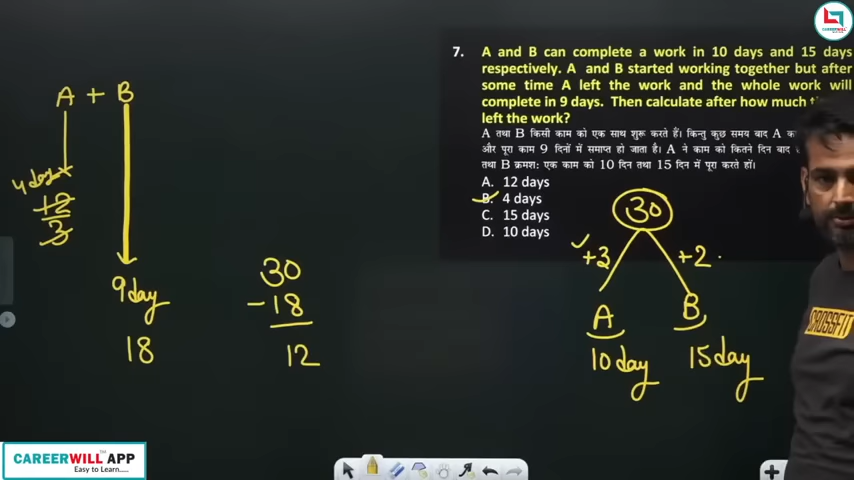 7. A and B can complete a work in 10 days and 15 days
respectively. A and B started working together but after
some time A left the work and the whole work will
complete in 9 days. Then calculate after how much
left the work?
A तथा B किसी काम को एक साथ शुरू करते हैं। किन्तु कुछ समय बाद A
और पूरा काम 9 दिनों में समाप्त हो जाता है। A ने काम को कितने दिन बाद
तथा B क्रमशः एक काम को 10 दिन तथा 15 दिन में पूरा करते हों।
A. 12 days
B. 4 days
C. 15 days
D. 10 days
A + B
4 days
12
3
9 day
18
30
-18
12
30
+3
+2
A
B
10 day
15 day
CROSSFIT
CAREERWILL APP
Easy to Learn.....
CAREERWILL